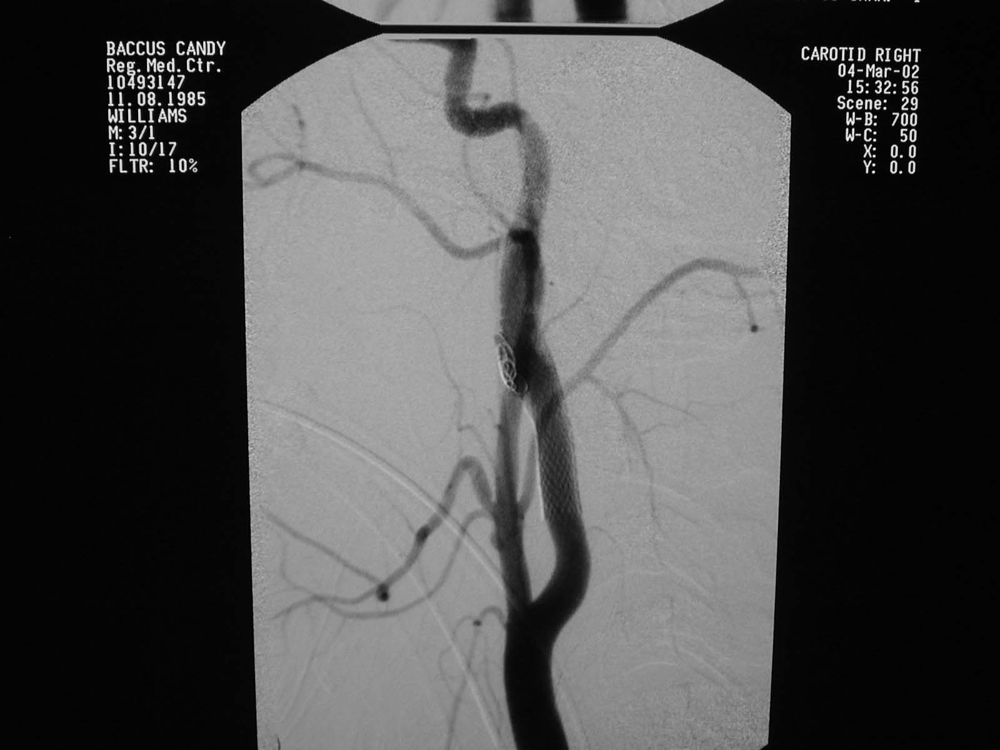 BACCUS CANDY
Reg.Med.Ctr.
10493147
11.08.1985
WILLIAMS
M: 3/1
I:10/17
FLTR: 10%
CAROTID RIGHT
04-Mar-02
15:32:56
Scene: 29
W-B: 700
W-C: 50
X: 0.0
Y: 0.0